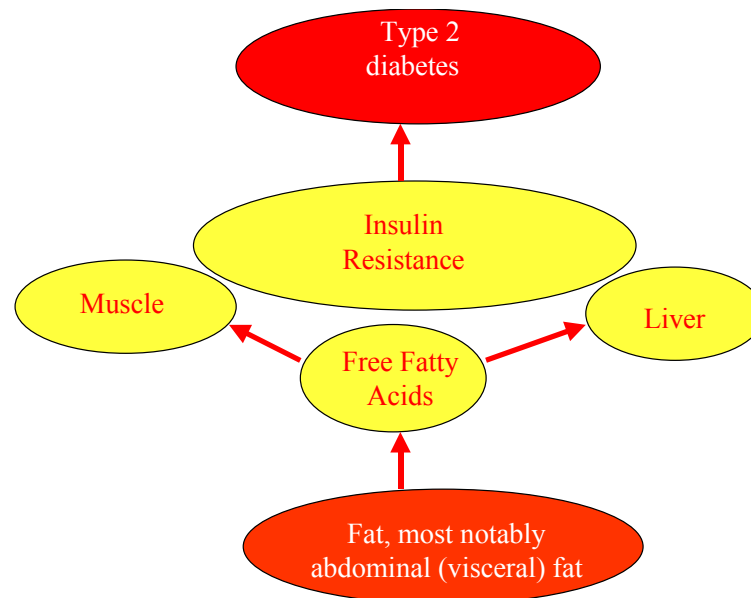 Type 2
diabetes
Insulin
Resistance
Muscle
Liver
Free Fatty
Acids
Fat, most notably
abdominal (visceral) fat